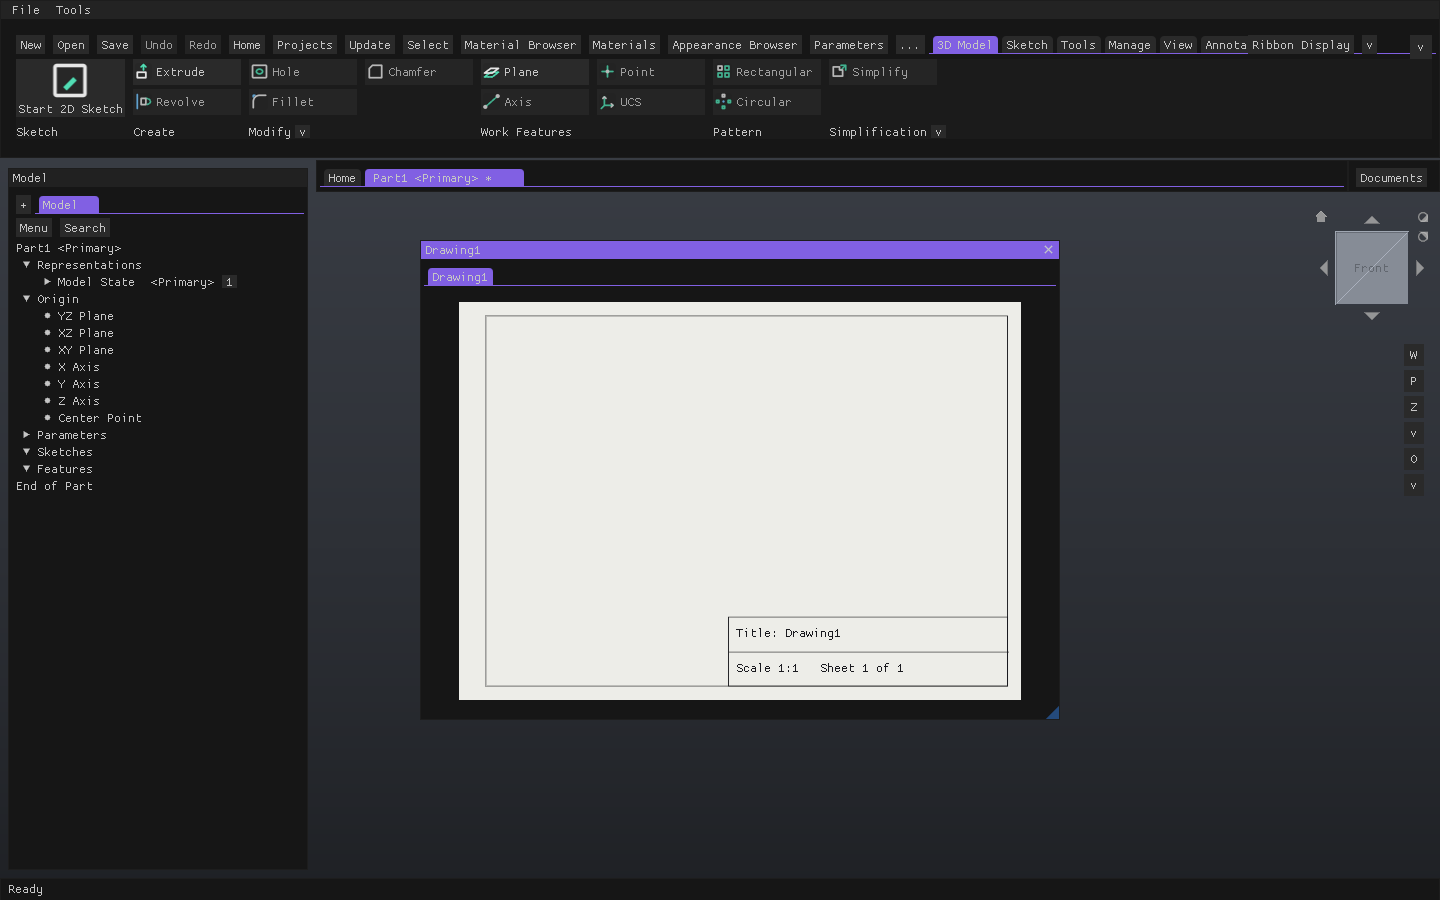 File Tools
New Open Save Undo Redo Home Projects Update Select Material Browser Materials Appearance Browser Parameters ... 3D Model Sketch Tools Manage View Annota Ribbon Display v v
Start 2D Sketch Extrude Hole Chamfer Plane Point Rectangular Simplify
Revolve Fillet Axis UCS Circular
Sketch Create Modify v Work Features Pattern Simplification v
Model
+ Model
Menu Search
Part1 <Primary>
Representations
Model State <Primary> 1
Origin
YZ Plane
XZ Plane
XY Plane
X Axis
Y Axis
Z Axis
Center Point
Parameters
Sketches
Features
End of Part
Home Part1 <Primary> * Documents
Drawing1
Drawing1
Title: Drawing1
Scale 1:1 Sheet 1 of 1
Front
W
P
Z
v
O
v
Ready